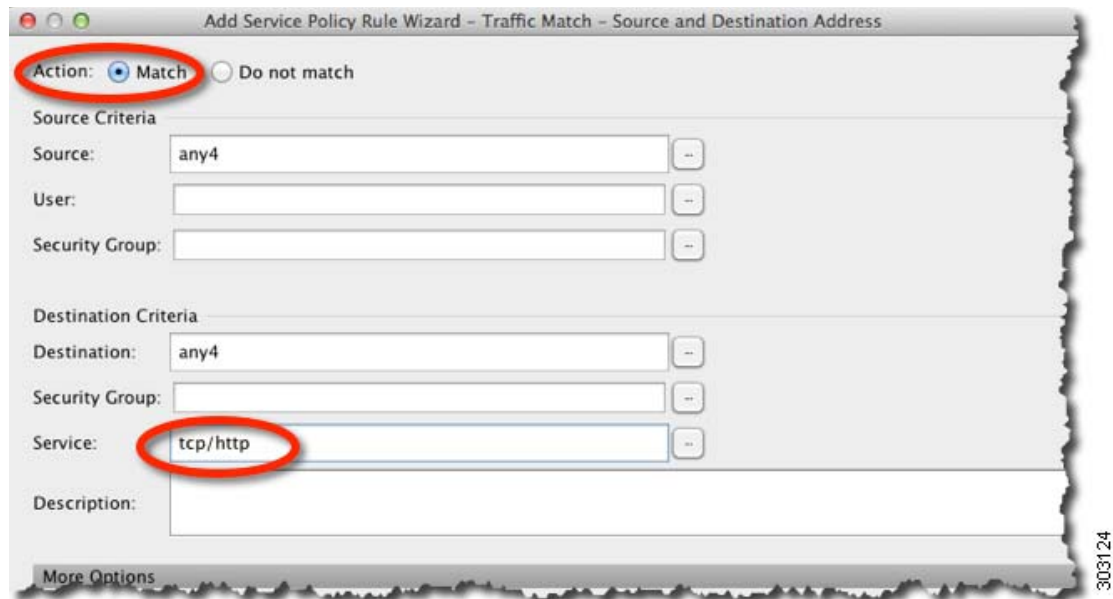 Add Service Policy Rule Wizard – Traffic Match – Source and Destination Address
Action: Match Do not match
Source Criteria
Source: any4 ...
User: ...
Security Group: ...
Destination Criteria
Destination: any4 ...
Security Group: ...
Service: tcp/http ...
Description:
More Options
303124